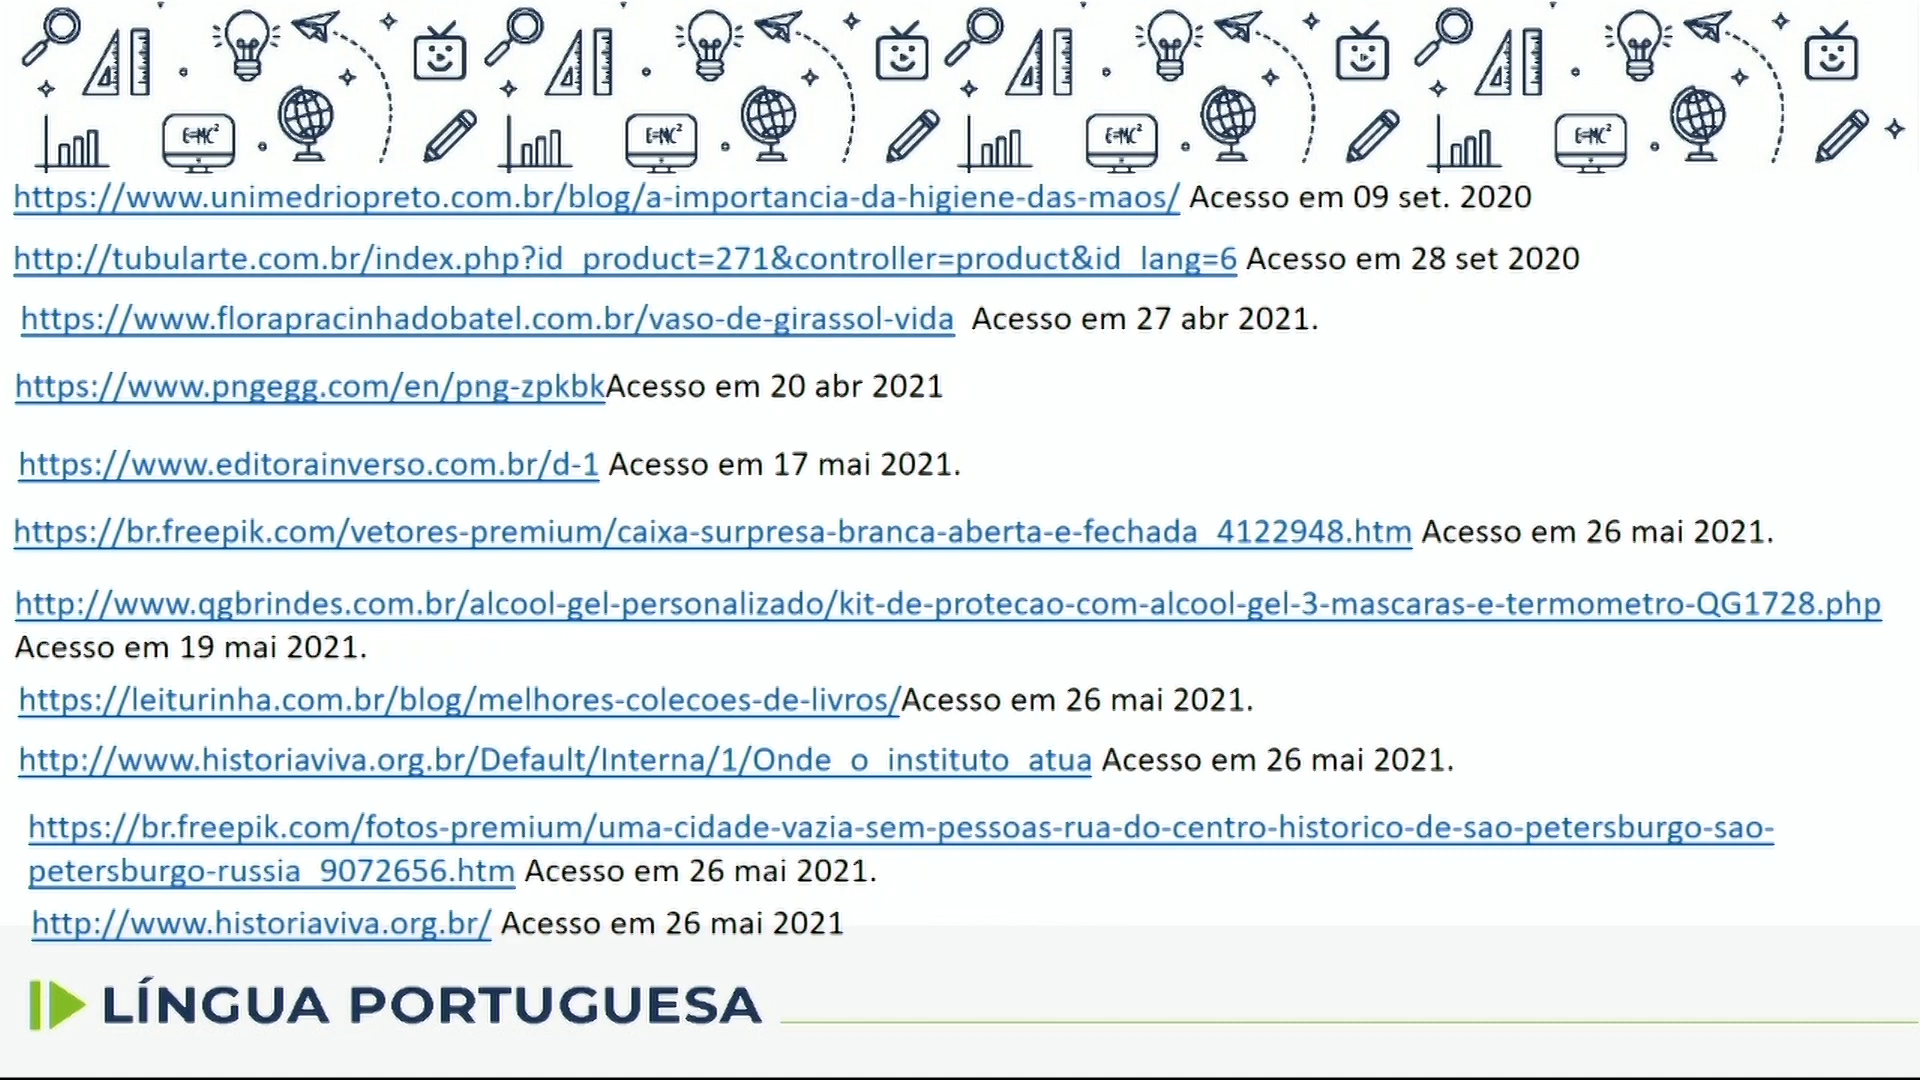 E=MC² E=MC² E=MC² E=MC²
https://www.unimedriopreto.com.br/blog/a-importancia-da-higiene-das-maos/ Acesso em 09 set. 2020
http://tubularte.com.br/index.php?id_product=271&controller=product&id_lang=6 Acesso em 28 set 2020
https://www.florapracinhadobatel.com.br/vaso-de-girassol-vida Acesso em 27 abr 2021.
https://www.pngegg.com/en/png-zpkbkAcesso em 20 abr 2021
https://www.editorainverso.com.br/d-1 Acesso em 17 mai 2021.
https://br.freepik.com/vetores-premium/caixa-surpresa-branca-aberta-e-fechada_4122948.htm Acesso em 26 mai 2021.
http://www.qgbrindes.com.br/alcool-gel-personalizado/kit-de-protecao-com-alcool-gel-3-mascaras-e-termometro-QG1728.php
Acesso em 19 mai 2021.
https://leiturinha.com.br/blog/melhores-colecoes-de-livros/Acesso em 26 mai 2021.
http://www.historiaviva.org.br/Default/Interna/1/Onde_o_instituto_atua Acesso em 26 mai 2021.
https://br.freepik.com/fotos-premium/uma-cidade-vazia-sem-pessoas-rua-do-centro-historico-de-sao-petersburgo-sao-
petersburgo-russia_9072656.htm Acesso em 26 mai 2021.
http://www.historiaviva.org.br/ Acesso em 26 mai 2021
LÍNGUA PORTUGUESA